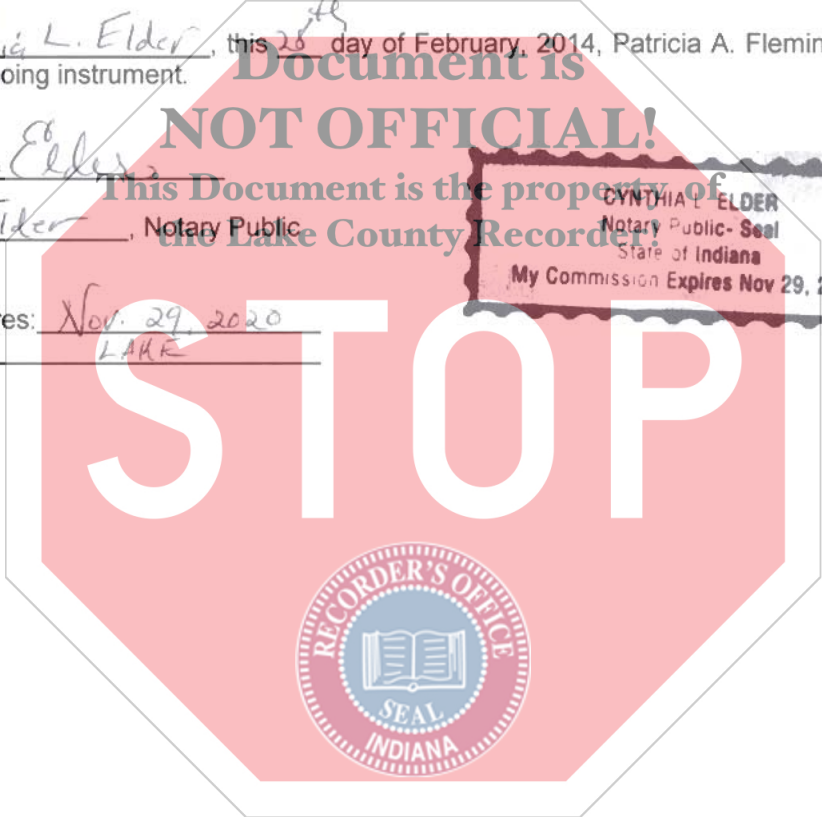 L. Elder, this 28th day of February, 2014, Patricia A. Flemin
oing instrument.
Document is
NOT OFFICIAL!
Elder
This Document is the property of
the Lake County Recorder!
Elder, Notary Public
CYNTHIA L ELDER
Notary Public- Seal
State of Indiana
My Commission Expires Nov 29, 2
res: Nov. 29, 2020
LAKE
STOP
RECORDER'S OFFICE
SEAL
INDIANA